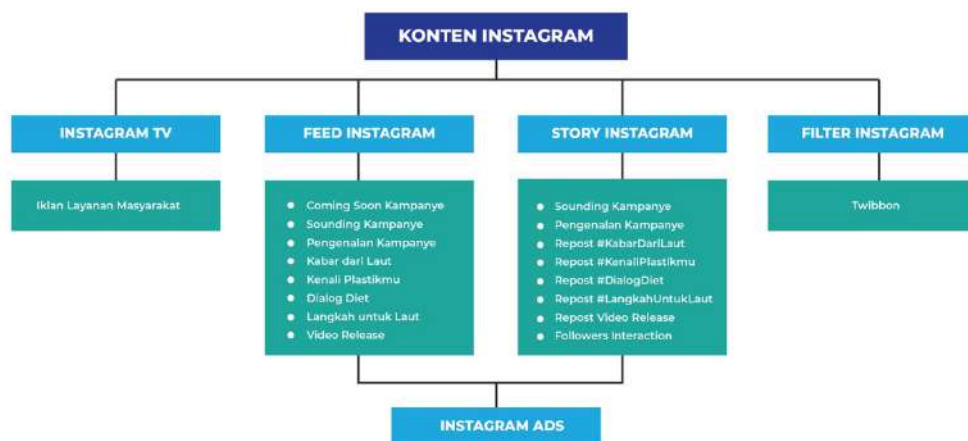 KONTEN INSTAGRAM
INSTAGRAM TV
Iklan Layanan Masyarakat
FEED INSTAGRAM
Coming Soon Kampanye
Sounding Kampanye
Pengenalan Kampanye
Kabar dari Laut
Kenali Plastikmu
Dialog Diet
Langkah untuk Laut
Video Release
STORY INSTAGRAM
Sounding Kampanye
Pengenalan Kampanye
Repost #KabarDariLaut
Repost #KenaliPlastikmu
Repost #DialogDiet
Repost #LangkahUntukLaut
Repost Video Release
Followers Interaction
FILTER INSTAGRAM
Twibbon
INSTAGRAM ADS